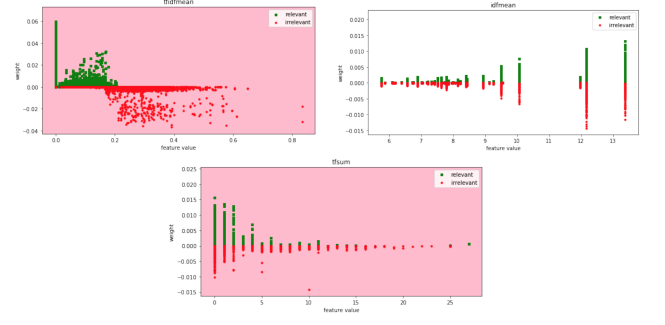 tfidfmean
relevant
irrelevant
weight
0.06
0.04
0.02
0.00
−0.02
−0.04
0.0
0.2
0.4
0.6
0.8
feature value
idfmean
relevant
irrelevant
weight
0.020
0.015
0.010
0.005
0.000
−0.005
−0.010
−0.015
6
7
8
9
10
11
12
13
feature value
tfsum
relevant
irrelevant
weight
0.025
0.020
0.015
0.010
0.005
0.000
−0.005
−0.010
−0.015
0
5
10
15
20
25
feature value